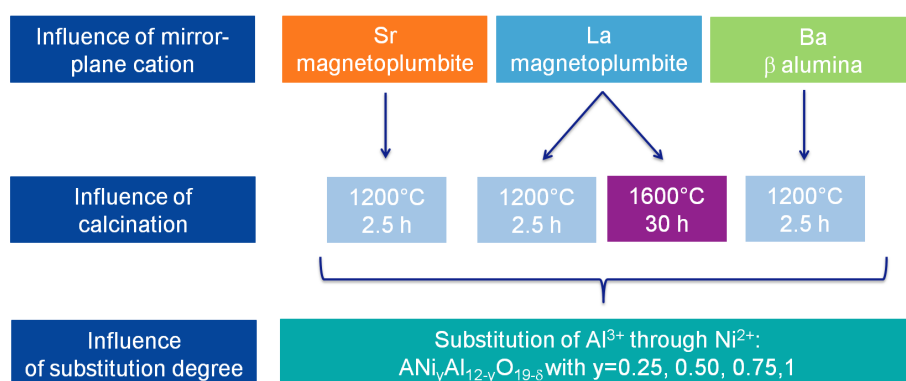 Influence of mirror-
plane cation
Sr
magnetoplumbite
La
magnetoplumbite
Ba
β alumina
Influence of
calcination
1200°C
2.5 h
1200°C
2.5 h
1600°C
30 h
1200°C
2.5 h
Influence
of substitution degree
Substitution of Al³⁺ through Ni²⁺:
ANiᵧAl₁₂₋ᵧO₁₉₋δ with y=0.25, 0.50, 0.75,1